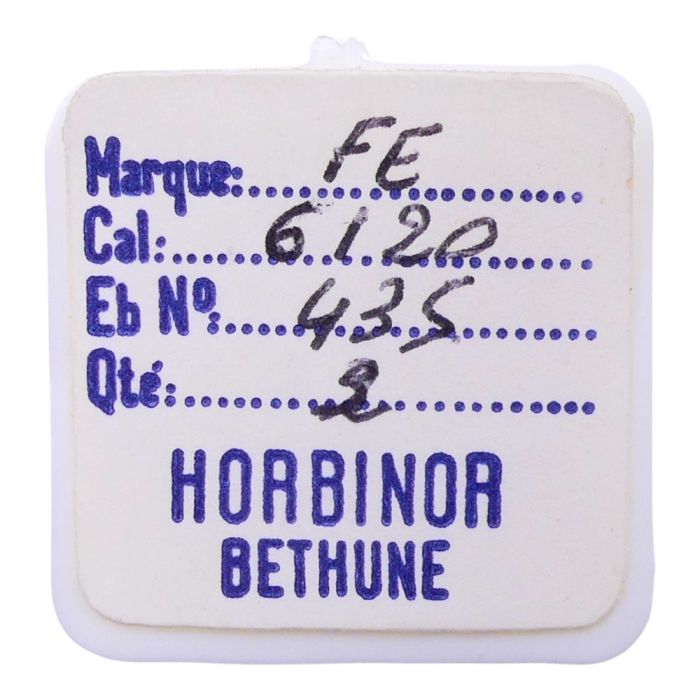 Marque: FE
Cal: 6120
Eb Nº: 435
Qté: 2
HORBINOR
BETHUNE